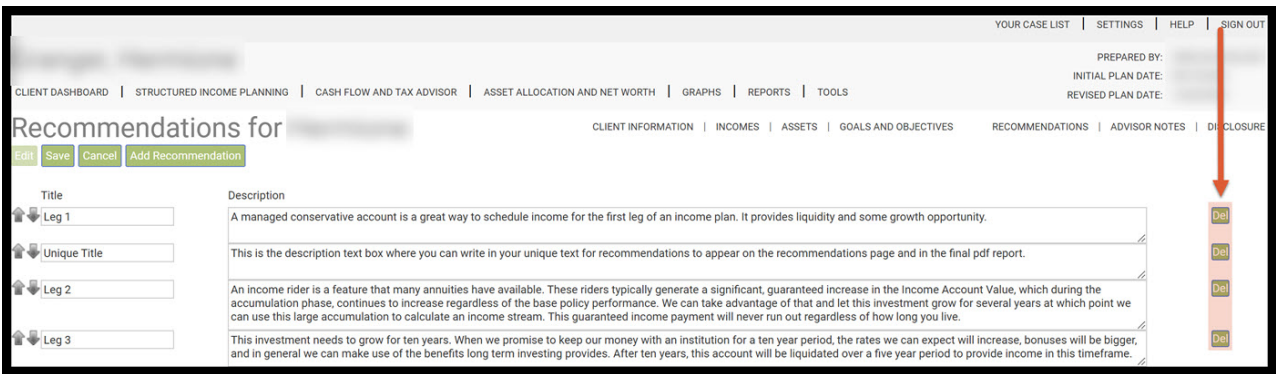 YOUR CASE LIST | SETTINGS | HELP | SIGN OUT
PREPARED BY:
INITIAL PLAN DATE:
REVISED PLAN DATE:
CLIENT DASHBOARD | STRUCTURED INCOME PLANNING | CASH FLOW AND TAX ADVISOR | ASSET ALLOCATION AND NET WORTH | GRAPHS | REPORTS | TOOLS
Recommendations for
CLIENT INFORMATION | INCOMES | ASSETS | GOALS AND OBJECTIVES RECOMMENDATIONS | ADVISOR NOTES | DISCLOSURE
Edit Save Cancel Add Recommendation
Title Description
Leg 1 A managed conservative account is a great way to schedule income for the first leg of an income plan. It provides liquidity and some growth opportunity. Del
Unique Title This is the description text box where you can write in your unique text for recommendations to appear on the recommendations page and in the final pdf report. Del
Leg 2 An income rider is a feature that many annuities have available. These riders typically generate a significant, guaranteed increase in the Income Account Value, which during the Del
accumulation phase, continues to increase regardless of the base policy performance. We can take advantage of that and let this investment grow for several years at which point we
can use this large accumulation to calculate an income stream. This guaranteed income payment will never run out regardless of how long you live.
Leg 3 This investment needs to grow for ten years. When we promise to keep our money with an institution for a ten year period, the rates we can expect will increase, bonuses will be bigger, Del
and in general we can make use of the benefits long term investing provides. After ten years, this account will be liquidated over a five year period to provide income in this timeframe.